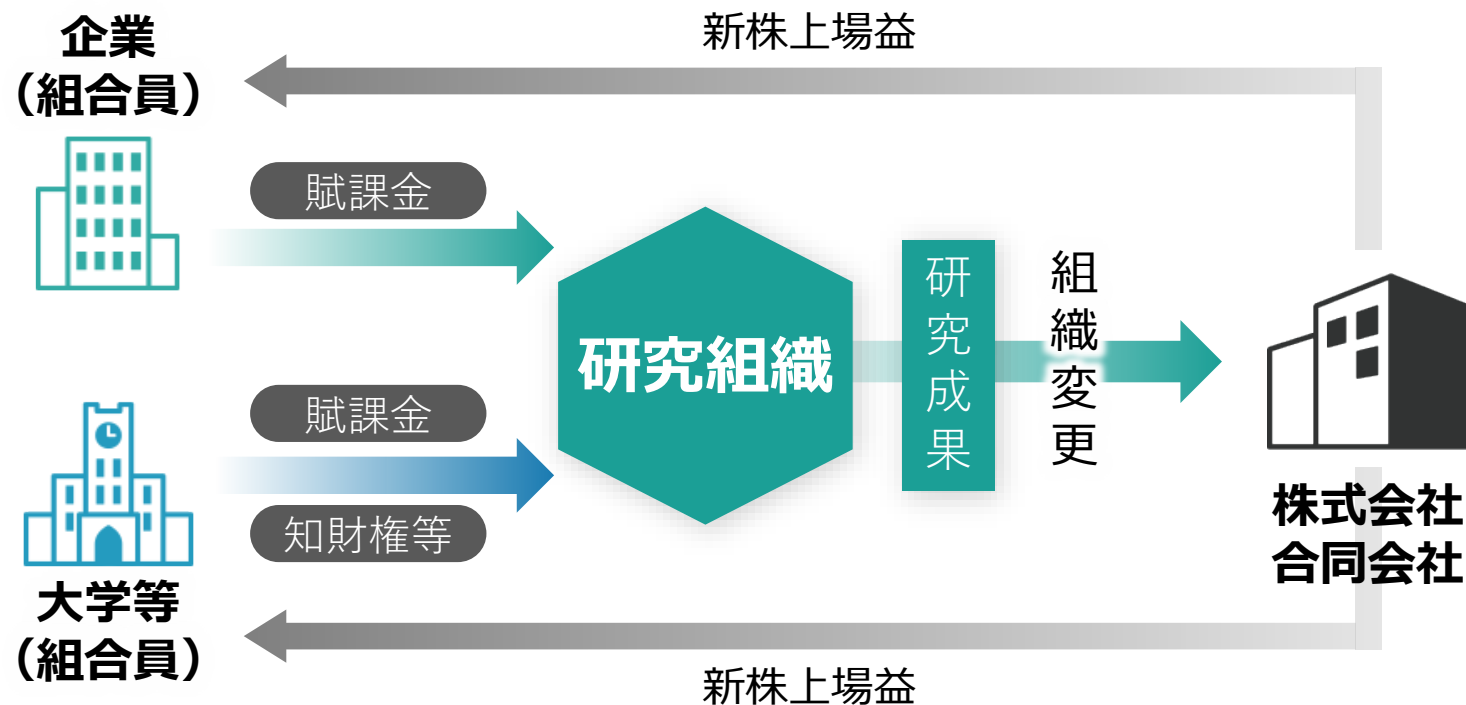 新株上場益
企業
（組合員）
賦課金
研究組織
研究成果
組織変更
賦課金
知財権等
大学等
（組合員）
株式会社
合同会社
新株上場益